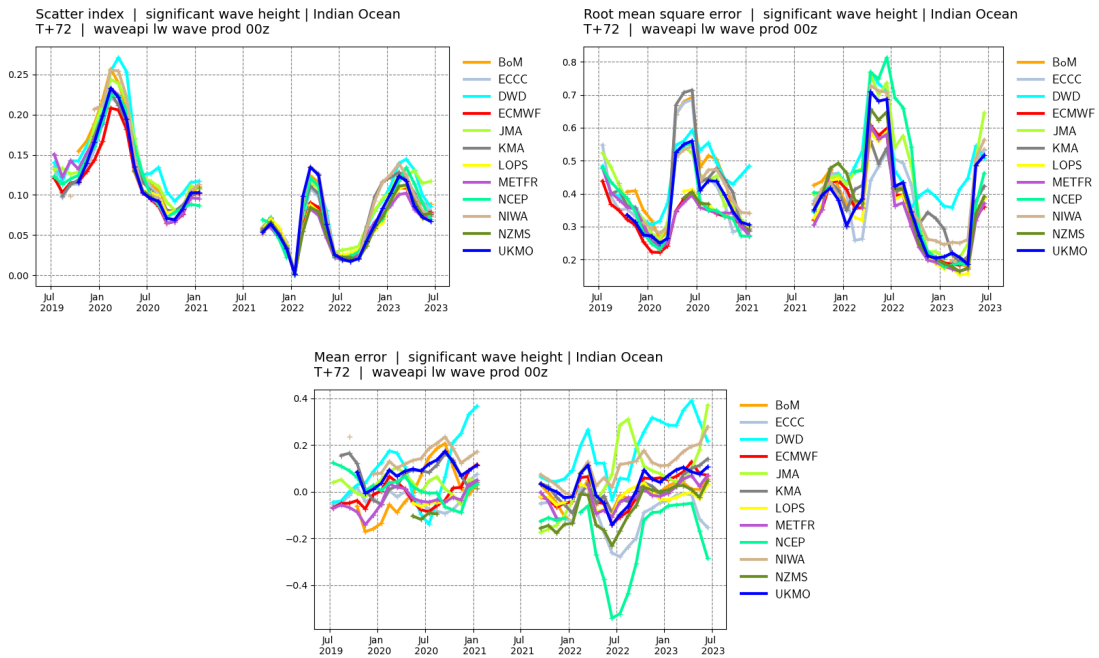 Scatter index | significant wave height | Indian Ocean
T+72 | waveapi lw wave prod 00z
0.25
0.20
0.15
0.10
0.05
0.00
Jul Jan Jul Jan Jul Jan Jul Jan Jul
2019 2020 2020 2021 2021 2022 2022 2023 2023
BoM
ECCC
DWD
ECMWF
JMA
KMA
LOPS
METFR
NCEP
NIWA
NZMS
UKMO
Root mean square error | significant wave height | Indian Ocean
T+72 | waveapi lw wave prod 00z
0.8
0.7
0.6
0.5
0.4
0.3
0.2
Jul Jan Jul Jan Jul Jan Jul Jan Jul
2019 2020 2020 2021 2021 2022 2022 2023 2023
BoM
ECCC
DWD
ECMWF
JMA
KMA
LOPS
METFR
NCEP
NIWA
NZMS
UKMO
Mean error | significant wave height | Indian Ocean
T+72 | waveapi lw wave prod 00z
0.4
0.2
0.0
−0.2
−0.4
Jul Jan Jul Jan Jul Jan Jul Jan Jul
2019 2020 2020 2021 2021 2022 2022 2023 2023
BoM
ECCC
DWD
ECMWF
JMA
KMA
LOPS
METFR
NCEP
NIWA
NZMS
UKMO